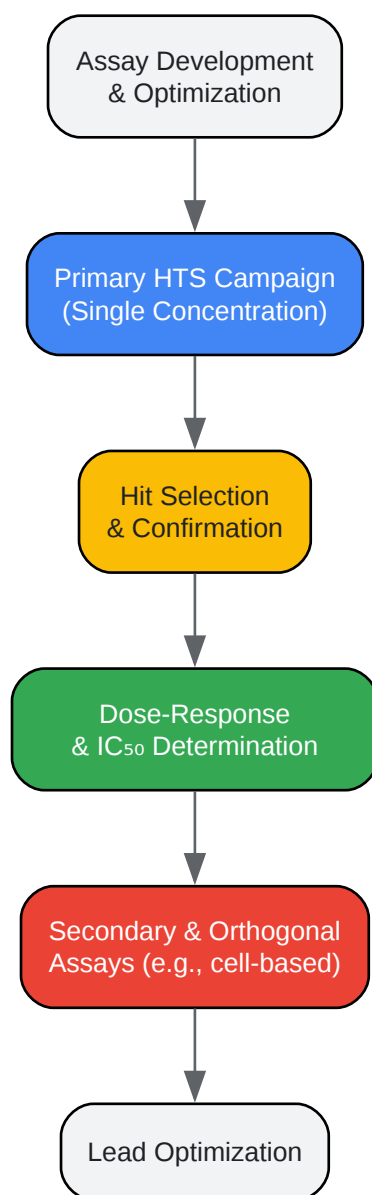 Assay Development
& Optimization
Primary HTS Campaign
(Single Concentration)
Hit Selection
& Confirmation
Dose-Response
& IC₅₀ Determination
Secondary & Orthogonal
Assays (e.g., cell-based)
Lead Optimization